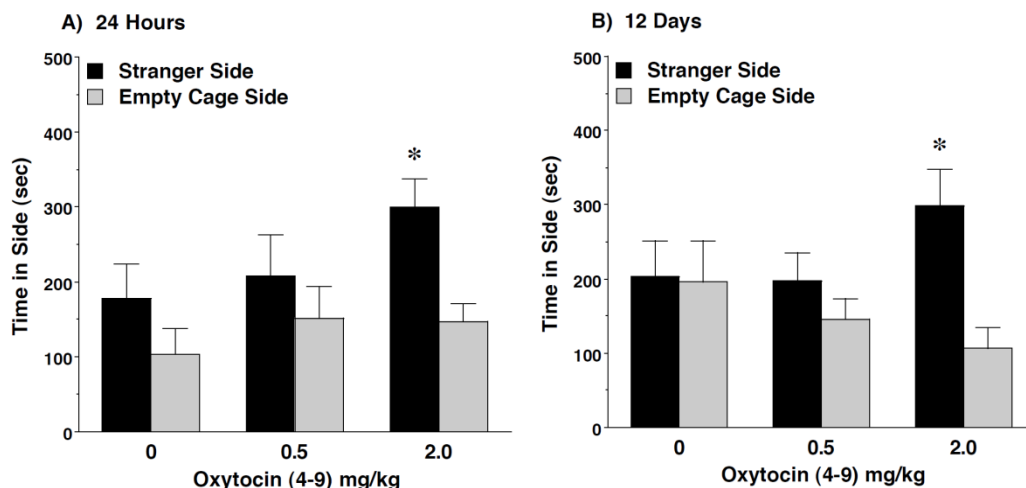 A) 24 Hours
500
400
300
200
100
0
Time in Side (sec)
Stranger Side
Empty Cage Side
*
0 0.5 2.0
Oxytocin (4-9) mg/kg
B) 12 Days
500
400
300
200
100
0
Time in Side (sec)
Stranger Side
Empty Cage Side
*
0 0.5 2.0
Oxytocin (4-9) mg/kg